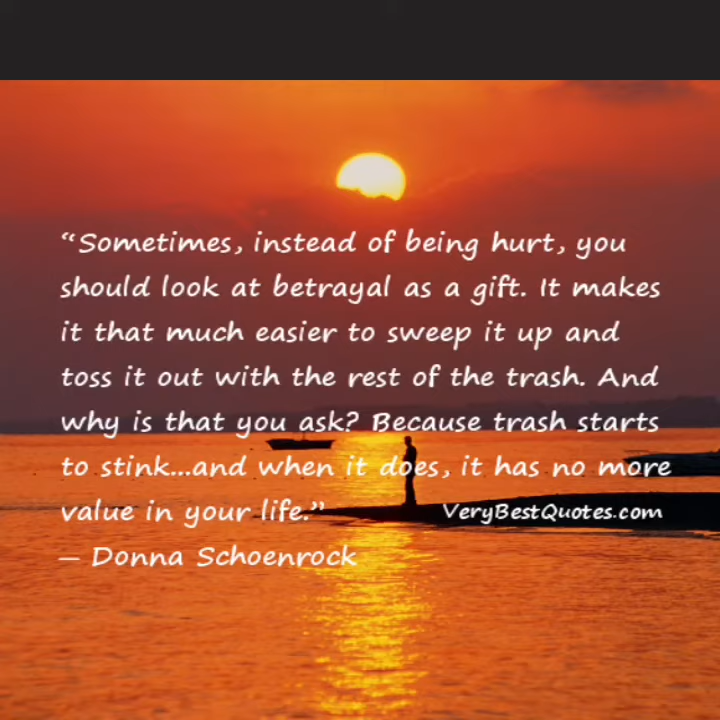 “Sometimes, instead of being hurt, you
should look at betrayal as a gift. It makes
it that much easier to sweep it up and
toss it out with the rest of the trash. And
why is that you ask? Because trash starts
to stink...and when it does, it has no more
value in your life.”
VeryBestQuotes.com
— Donna Schoenrock